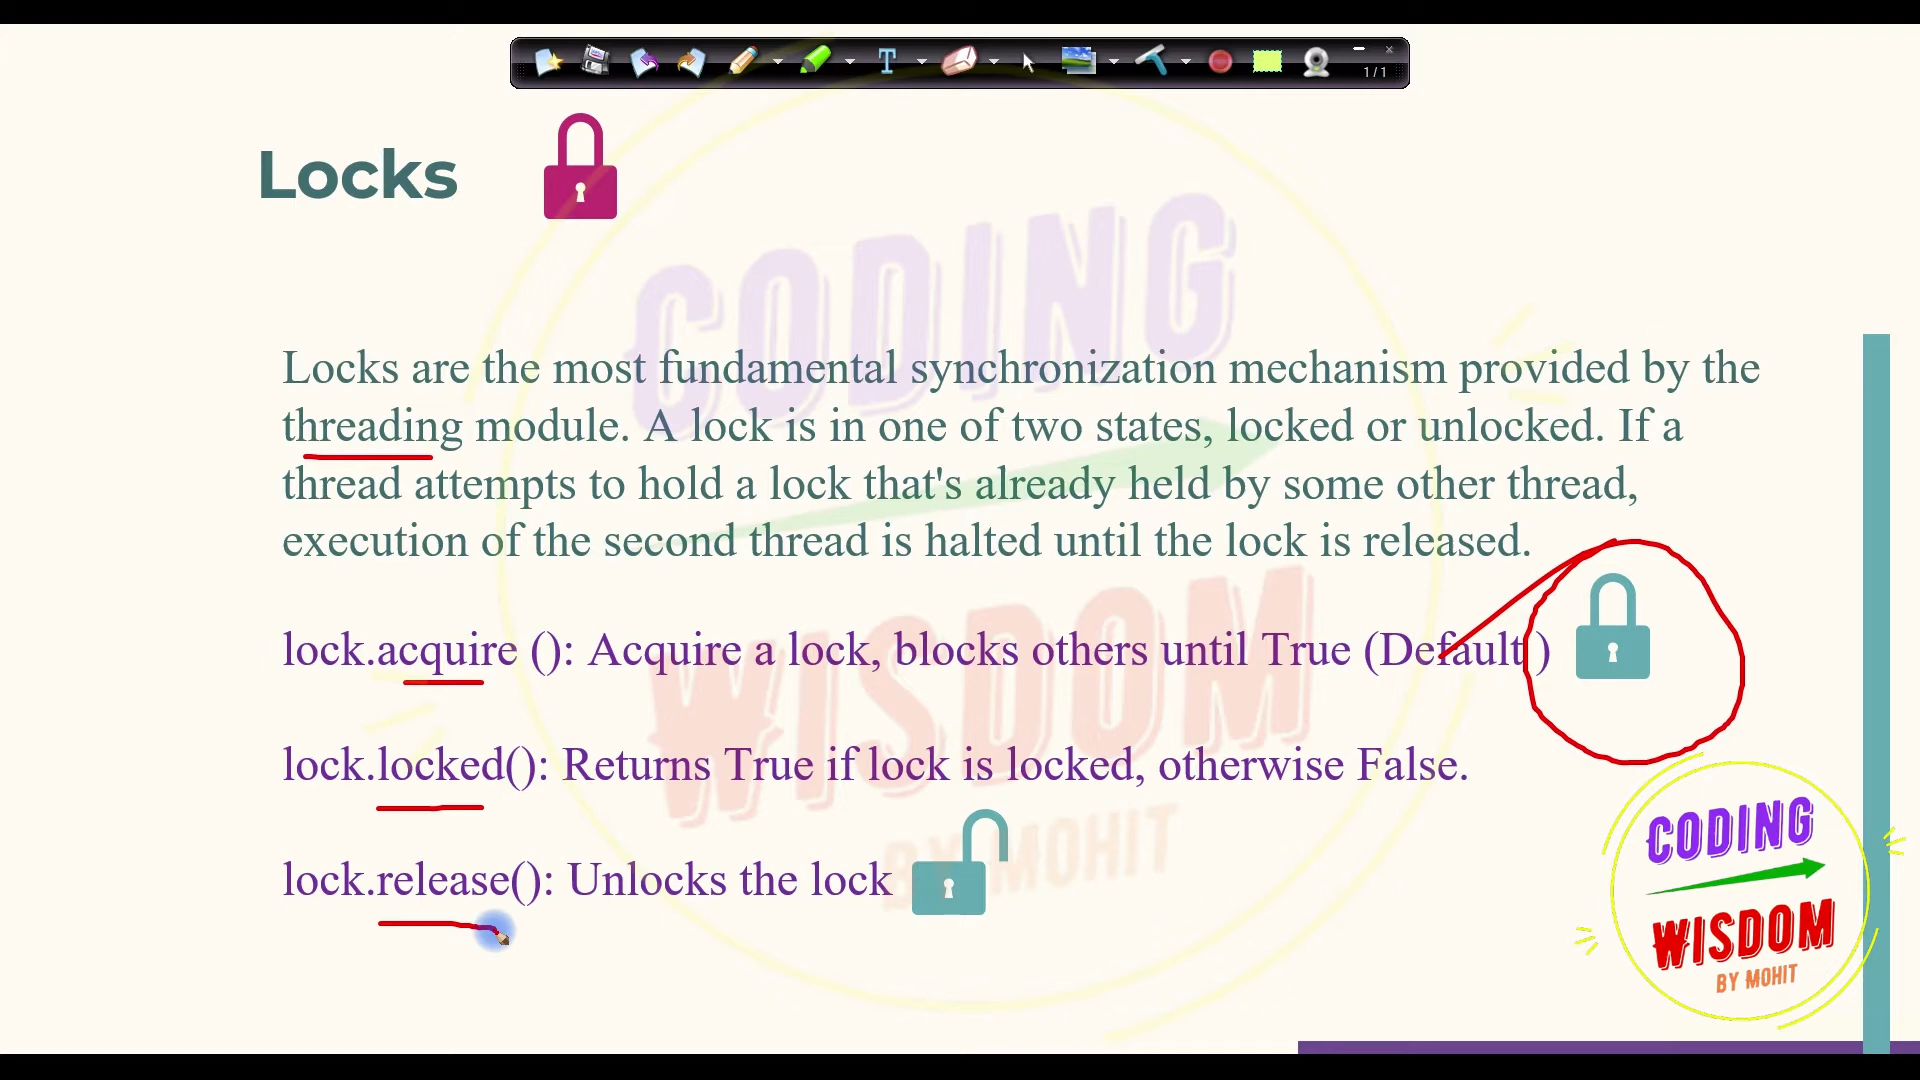 T
1/1
Locks
Locks are the most fundamental synchronization mechanism provided by the
threading module. A lock is in one of two states, locked or unlocked. If a
thread attempts to hold a lock that's already held by some other thread,
execution of the second thread is halted until the lock is released.
lock.acquire (): Acquire a lock, blocks others until True (Default )
lock.locked(): Returns True if lock is locked, otherwise False.
lock.release(): Unlocks the lock
CODING
WISDOM
BY MOHIT
CODING
WISDOM
BY MOHIT